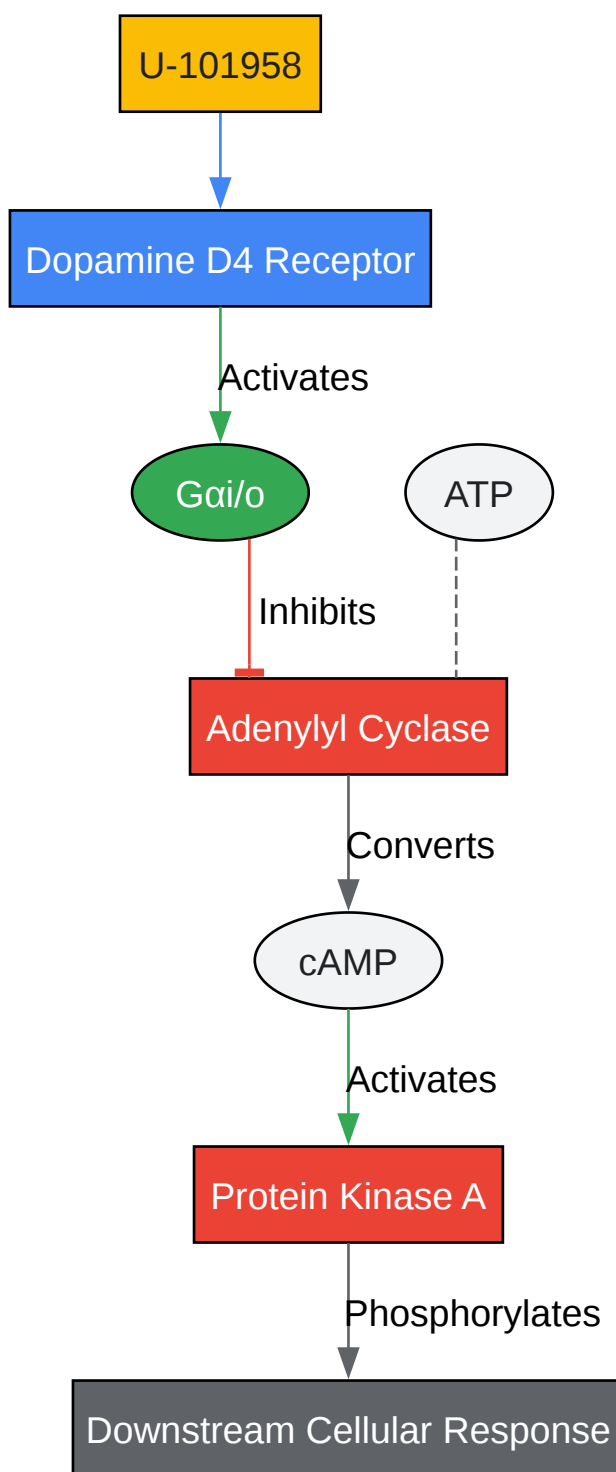 U-101958
Dopamine D4 Receptor
Activates
Gαi/o
ATP
Inhibits
Adenylyl Cyclase
Converts
cAMP
Activates
Protein Kinase A
Phosphorylates
Downstream Cellular Response